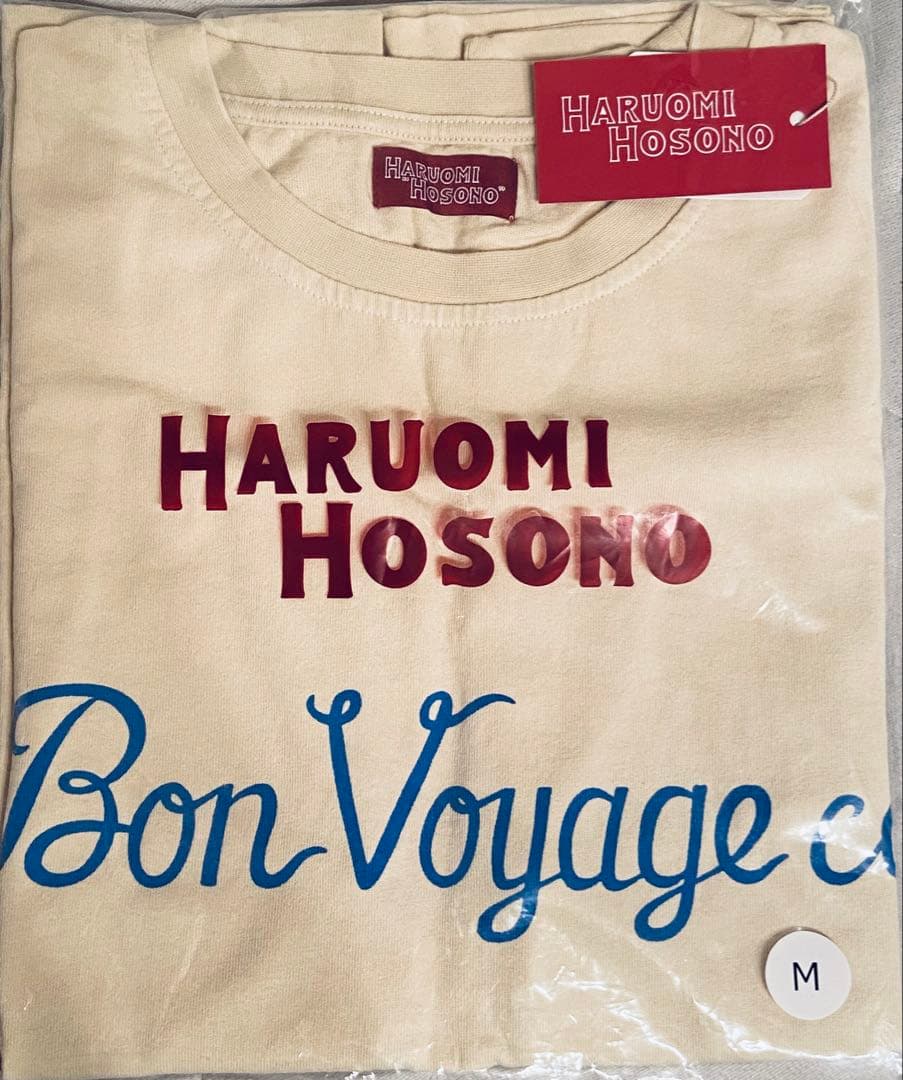 HARUOMI
HOSONO
HARUOMI
"HOSONO"
HARUOMI
HOSONO
Bon Voyage c
M